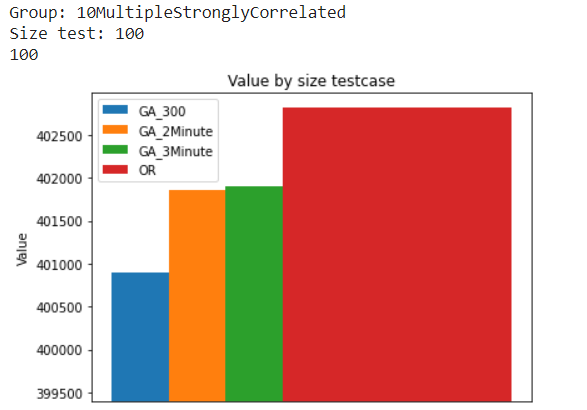 Group: 10MultipleStronglyCorrelated
Size test: 100
100
Value by size testcase
GA_300
GA_2Minute
GA_3Minute
OR
Value
402500
402000
401500
401000
400500
400000
399500